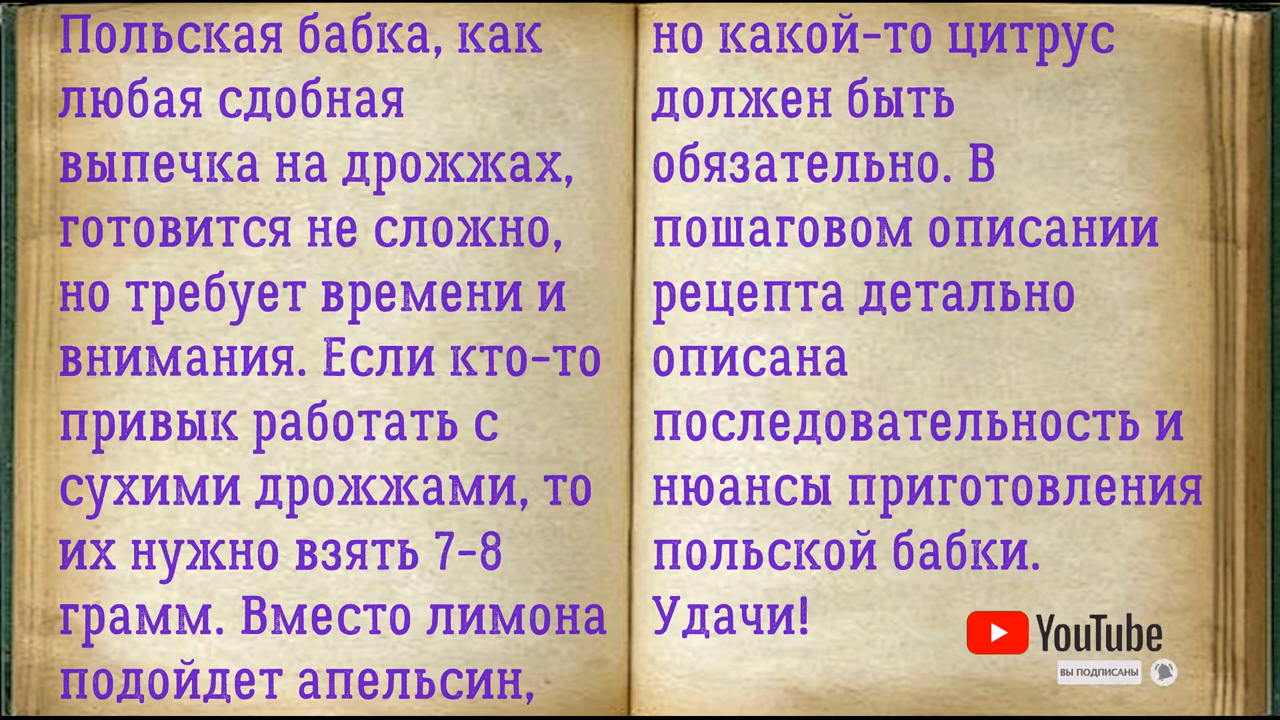 Польская бабка, как
любая сдобная
выпечка на дрожжах,
готовится не сложно,
но требует времени и
внимания. Если кто-то
привык работать с
сухими дрожжами, то
их нужно взять 7-8
грамм. Вместо лимона
подойдет апельсин,
но какой-то цитрус
должен быть
обязательно. В
пошаговом описании
рецепта детально
описана
последовательность и
нюансы приготовления
польской бабки.
Удачи!
YouTube
ВЫ ПОДПИСАНЫ